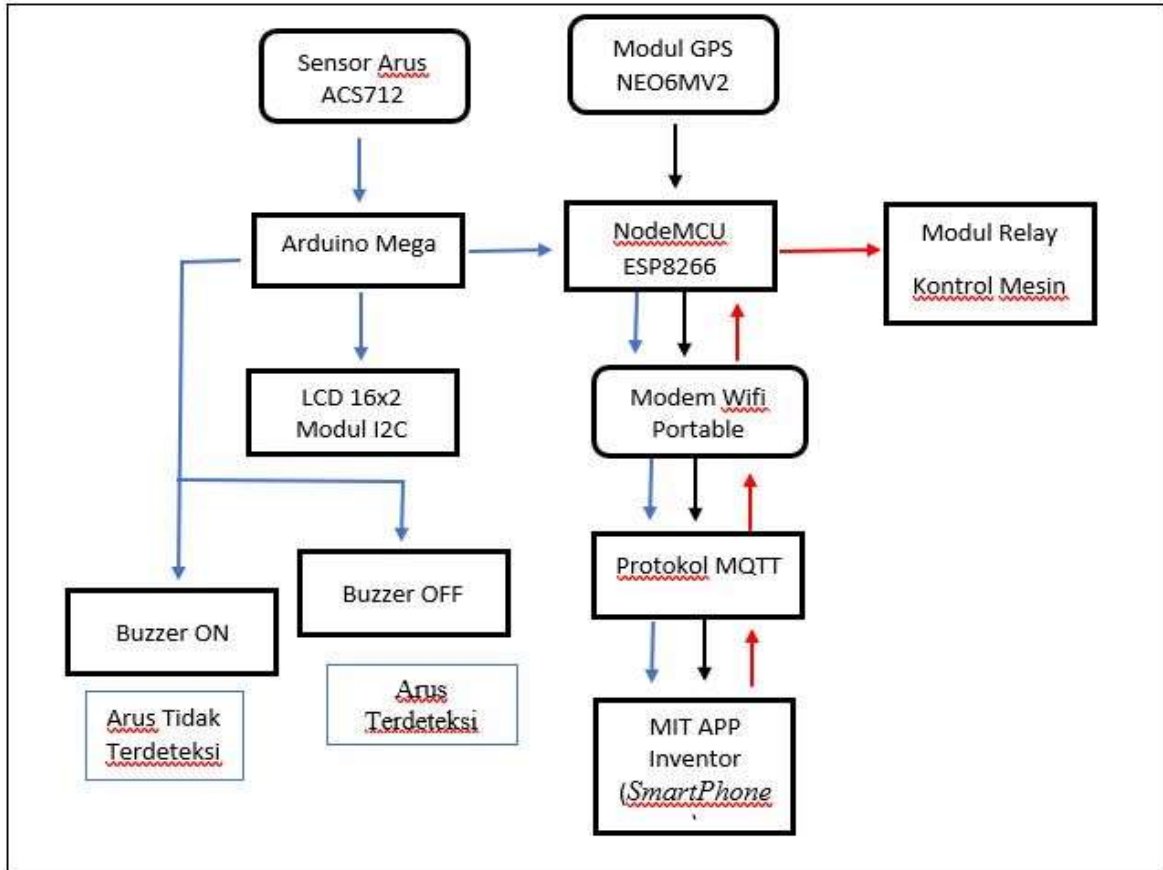 Sensor Arus
ACS712
Modul GPS
NEO6MV2
Arduino Mega
NodeMCU
ESP8266
Modul Relay
Kontrol Mesin
LCD 16x2
Modul I2C
Modem Wifi
Portable
Buzzer ON
Buzzer OFF
Protokol MQTT
Arus Tidak
Terdeteksi
Arus
Terdeteksi
MIT APP
Inventor
(SmartPhone